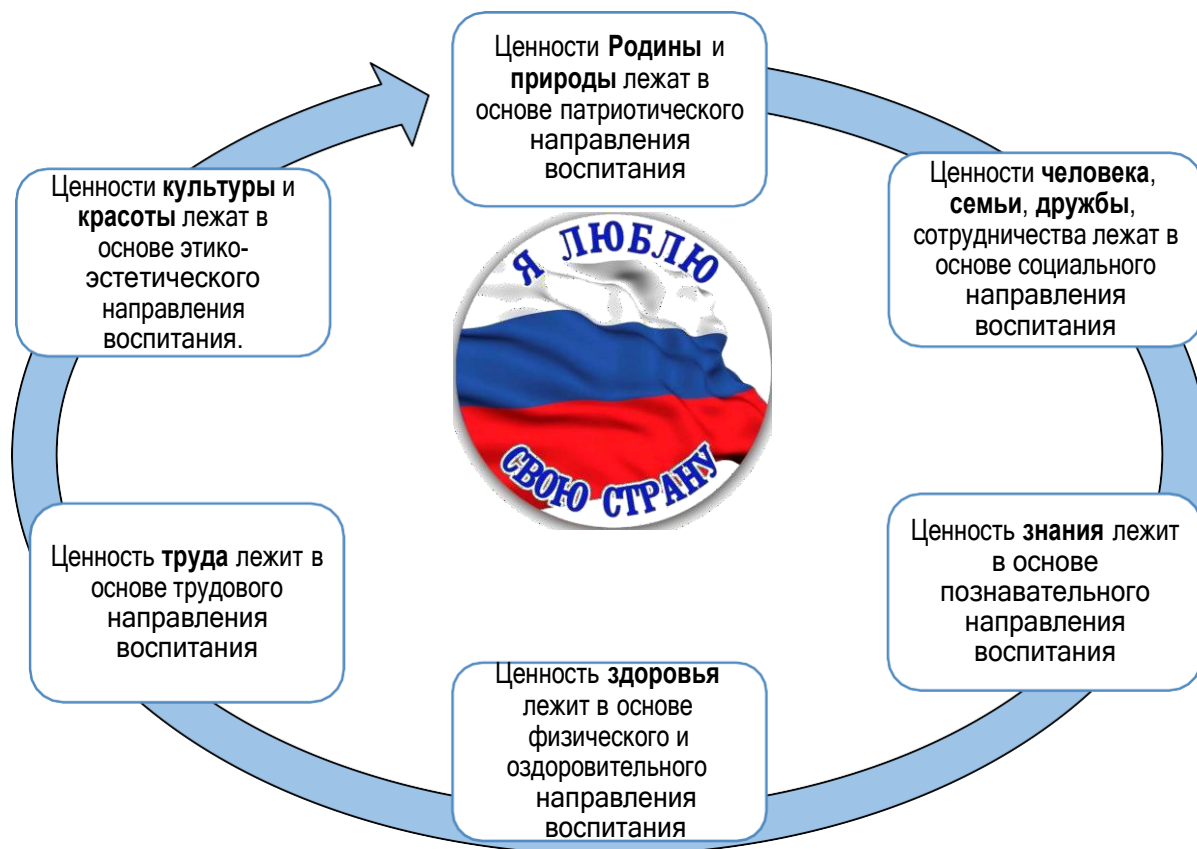 Ценности Родины и
природы лежат в
основе патриотического
направления
воспитания
Ценности человека,
семьи, дружбы,
сотрудничества лежат в
основе социального
направления
воспитания
Ценность знания лежит
в основе
познавательного
направления
воспитания
Ценность здоровья
лежит в основе
физического и
оздоровительного
направления
воспитания
Ценность труда лежит в
основе трудового
направления
воспитания
Ценности культуры и
красоты лежат в
основе этико-
эстетического
направления
воспитания.
Я ЛЮБЛЮ
СВОЮ СТРАНУ